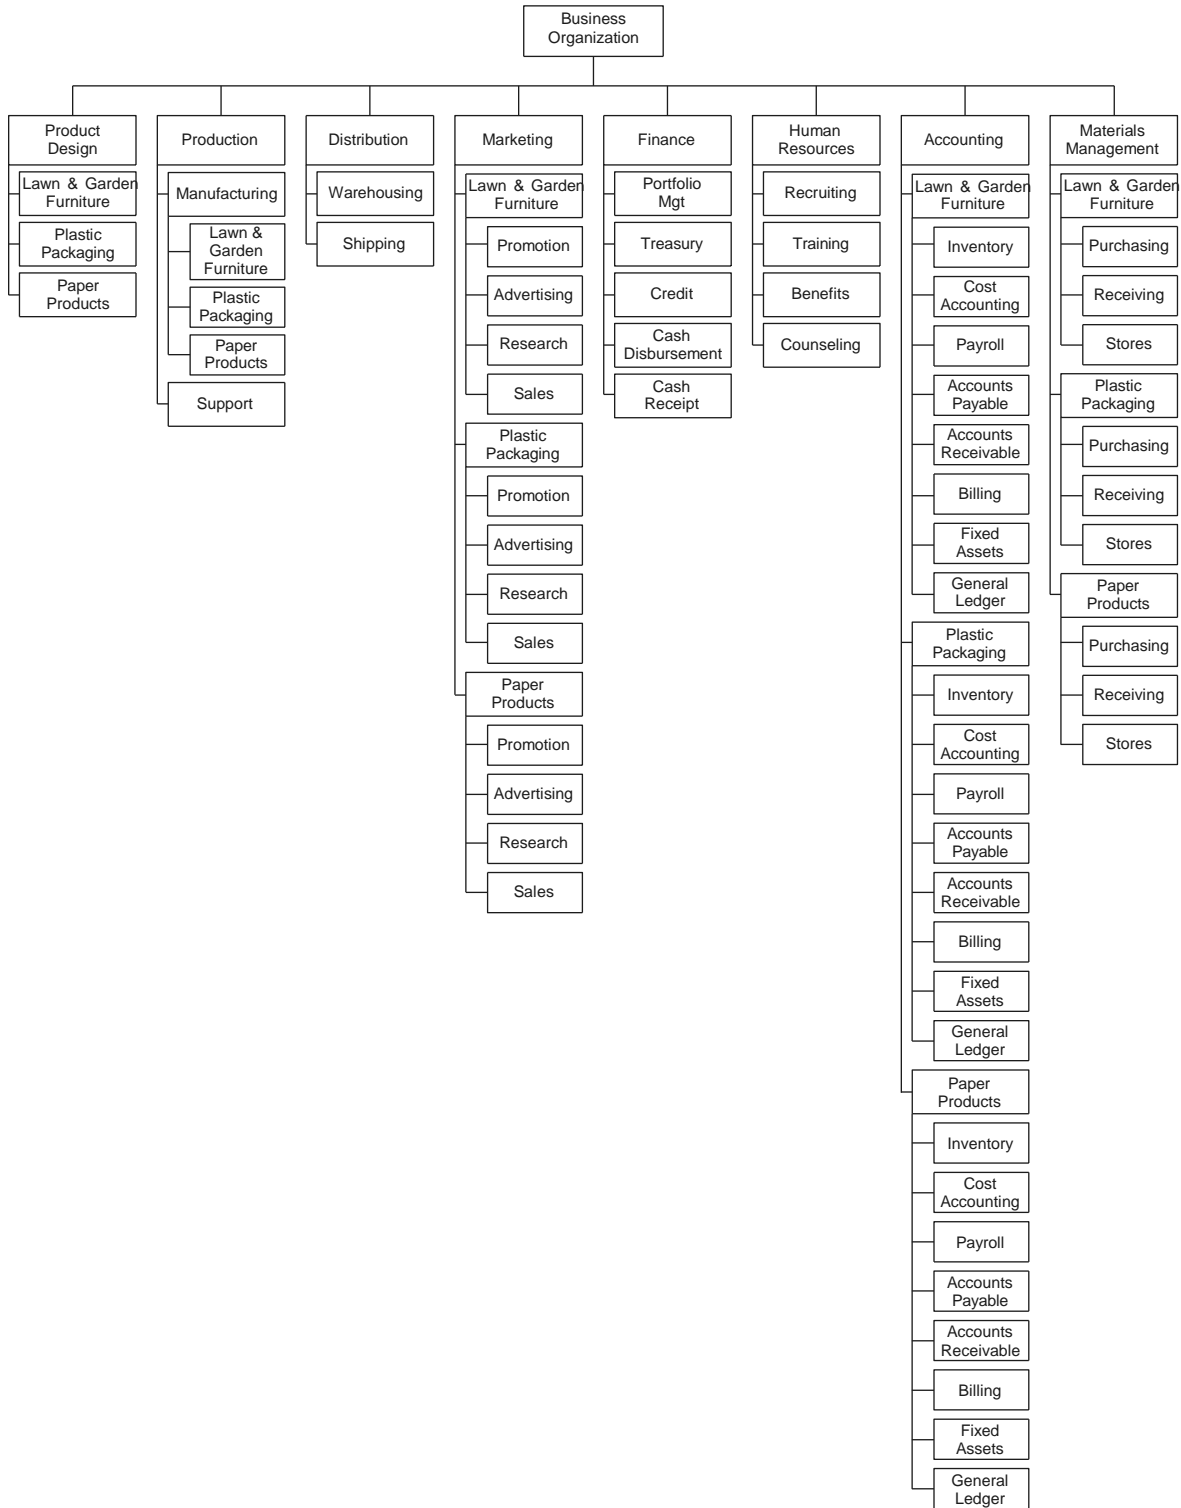 Business
Organization
Product
Design
Lawn & Garden
Furniture
Plastic
Packaging
Paper
Products
Production
Manufacturing
Lawn &
Garden
Furniture
Plastic
Packaging
Paper
Products
Support
Distribution
Warehousing
Shipping
Marketing
Lawn & Garden
Furniture
Promotion
Advertising
Research
Sales
Plastic
Packaging
Promotion
Advertising
Research
Sales
Paper
Products
Promotion
Advertising
Research
Sales
Finance
Portfolio
Mgt
Treasury
Credit
Cash
Disbursement
Cash
Receipt
Human
Resources
Recruiting
Training
Benefits
Counseling
Accounting
Lawn & Garden
Furniture
Inventory
Cost
Accounting
Payroll
Accounts
Payable
Accounts
Receivable
Billing
Fixed
Assets
General
Ledger
Plastic
Packaging
Inventory
Cost
Accounting
Payroll
Accounts
Payable
Accounts
Receivable
Billing
Fixed
Assets
General
Ledger
Paper
Products
Inventory
Cost
Accounting
Payroll
Accounts
Payable
Accounts
Receivable
Billing
Fixed
Assets
General
Ledger
Materials
Management
Lawn & Garden
Furniture
Purchasing
Receiving
Stores
Plastic
Packaging
Purchasing
Receiving
Stores
Paper
Products
Purchasing
Receiving
Stores